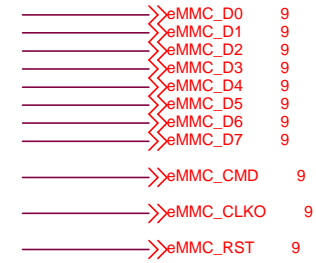 eMMC_D0 9
eMMC_D1 9
eMMC_D2 9
eMMC_D3 9
eMMC_D4 9
eMMC_D5 9
eMMC_D6 9
eMMC_D7 9
eMMC_CMD 9
eMMC_CLKO 9
eMMC_RST 9